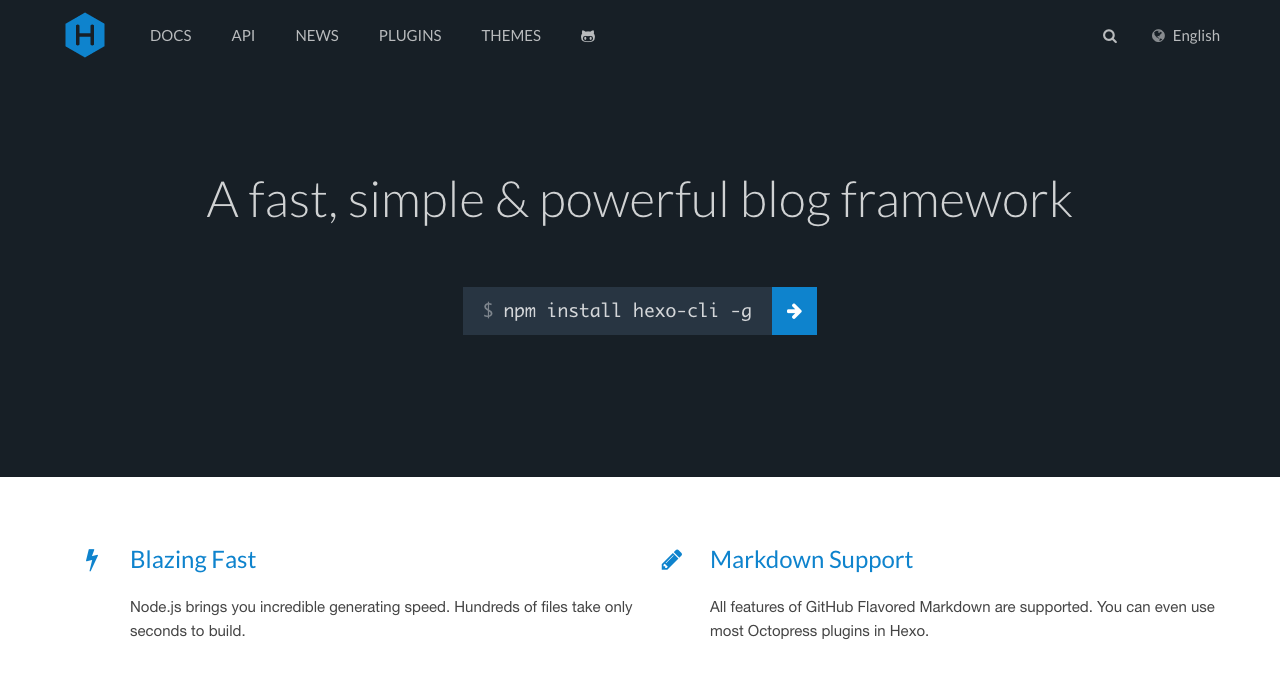 H
DOCS API NEWS PLUGINS THEMES English
A fast, simple & powerful blog framework
$ npm install hexo-cli -g
Blazing Fast
Node.js brings you incredible generating speed. Hundreds of files take only
seconds to build.
Markdown Support
All features of GitHub Flavored Markdown are supported. You can even use
most Octopress plugins in Hexo.